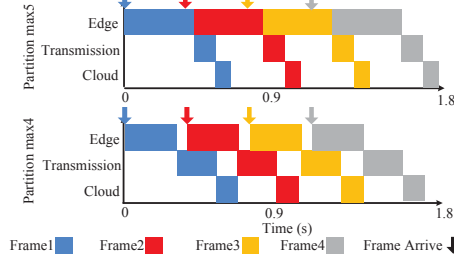 Partition max5
Edge
Transmission
Cloud
0
0.9
1.8
Partition max4
Edge
Transmission
Cloud
0
0.9
1.8
Time (s)
Frame1
Frame2
Frame3
Frame4
Frame Arrive